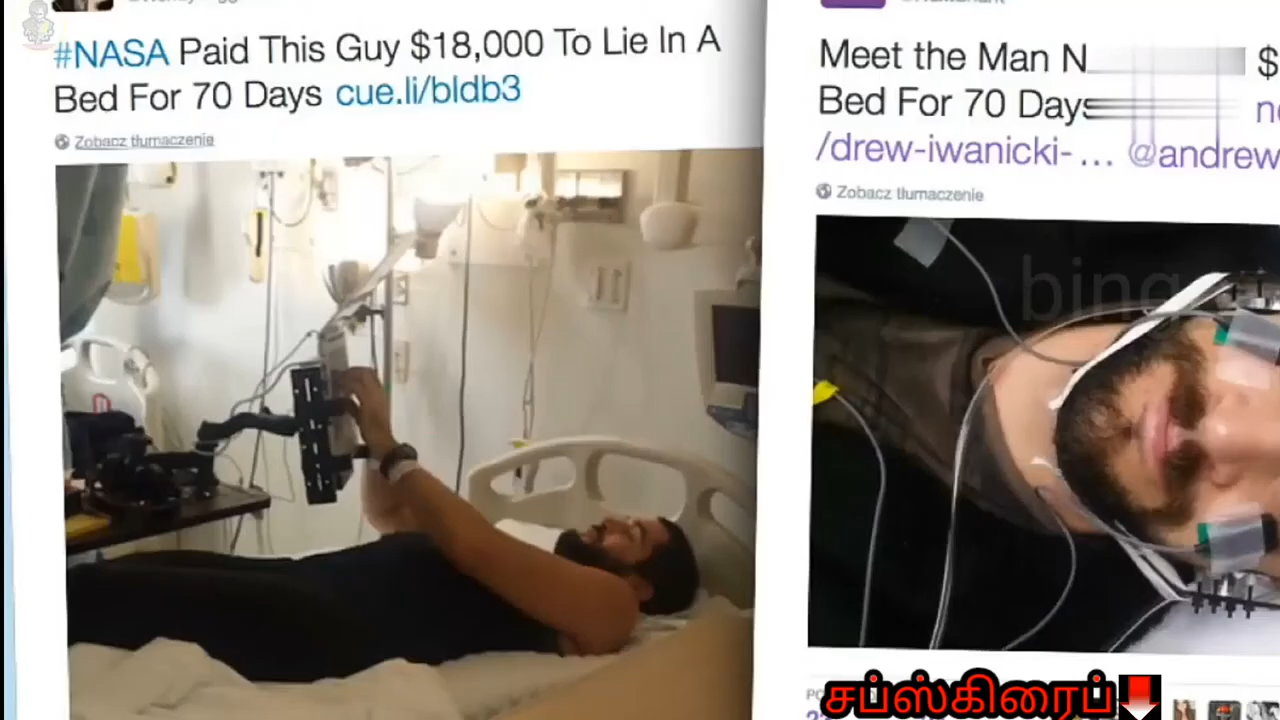 #NASA Paid This Guy $18,000 To Lie In A
Bed For 70 Days cue.li/bldb3
Zobacz tłumaczenie
Meet the Man N $
Bed For 70 Days
/drew-iwanicki-... @andrew
Zobacz tłumaczenie
bing
சப்ஸ்கிரைப்